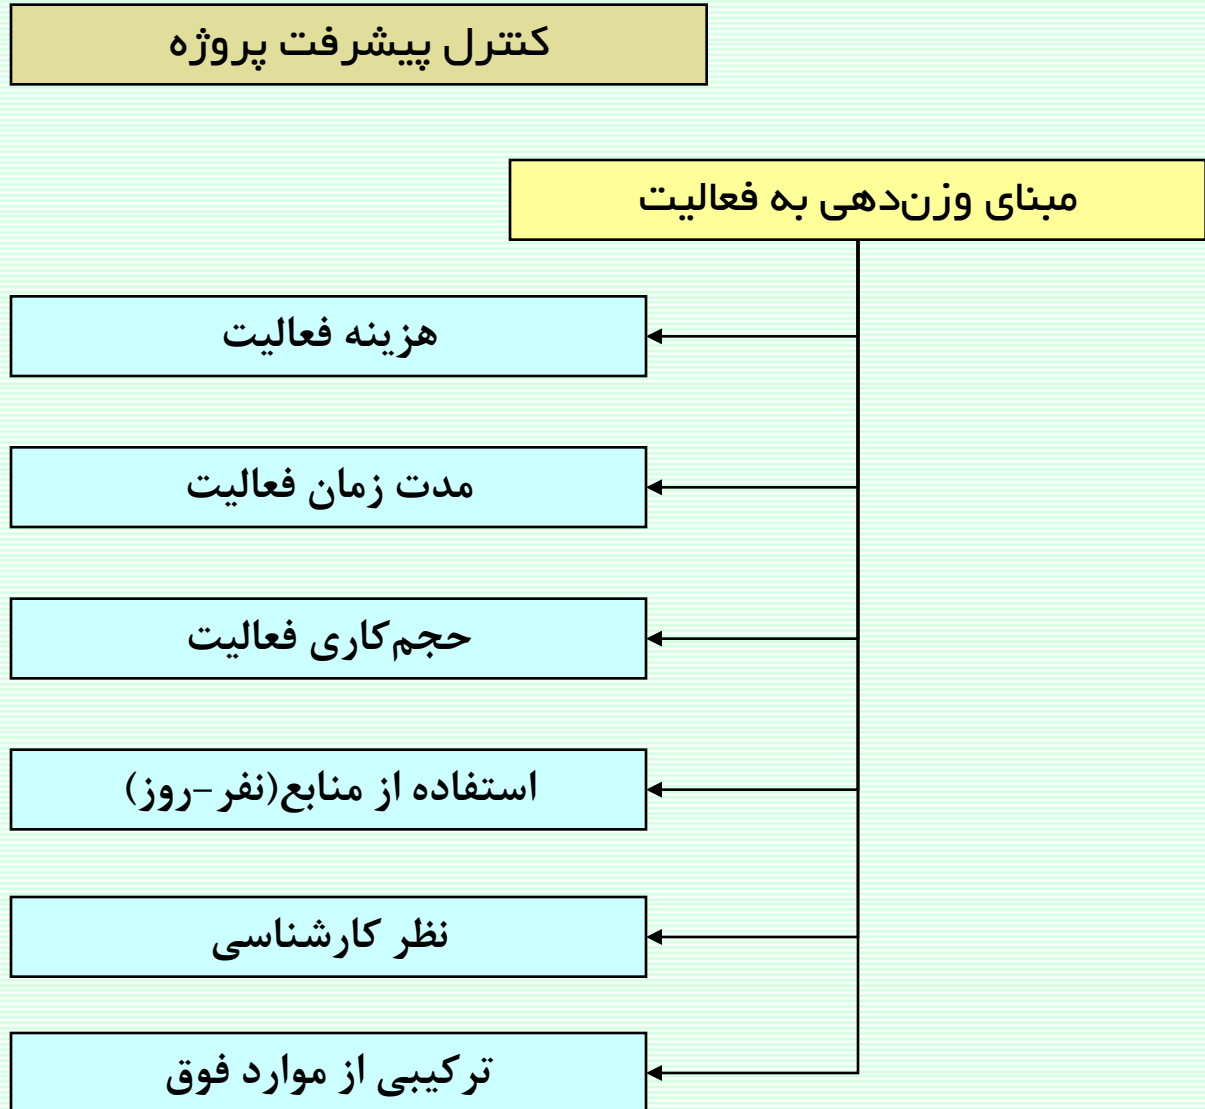 کنترل پیشرفت پروژه
مبنای وزن‌دهی به فعالیت
هزینه فعالیت
مدت زمان فعالیت
حجم‌کاری فعالیت
استفاده از منابع(نفر-روز)
نظر کارشناسی
ترکیبی از موارد فوق